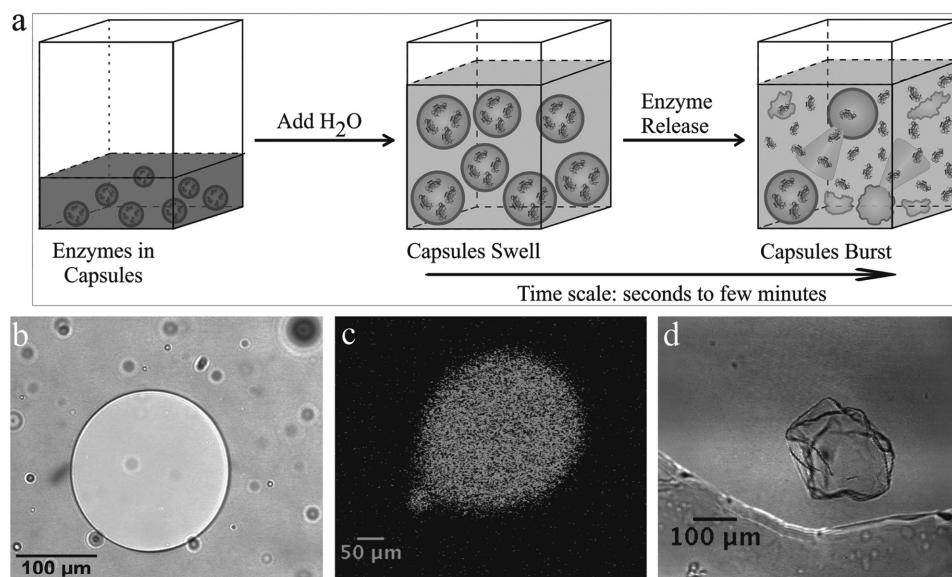 a
Add H2O
Enzyme
Release
Enzymes in
Capsules
Capsules Swell
Capsules Burst
Time scale: seconds to few minutes
b
100 µm
c
50 µm
d
100 µm